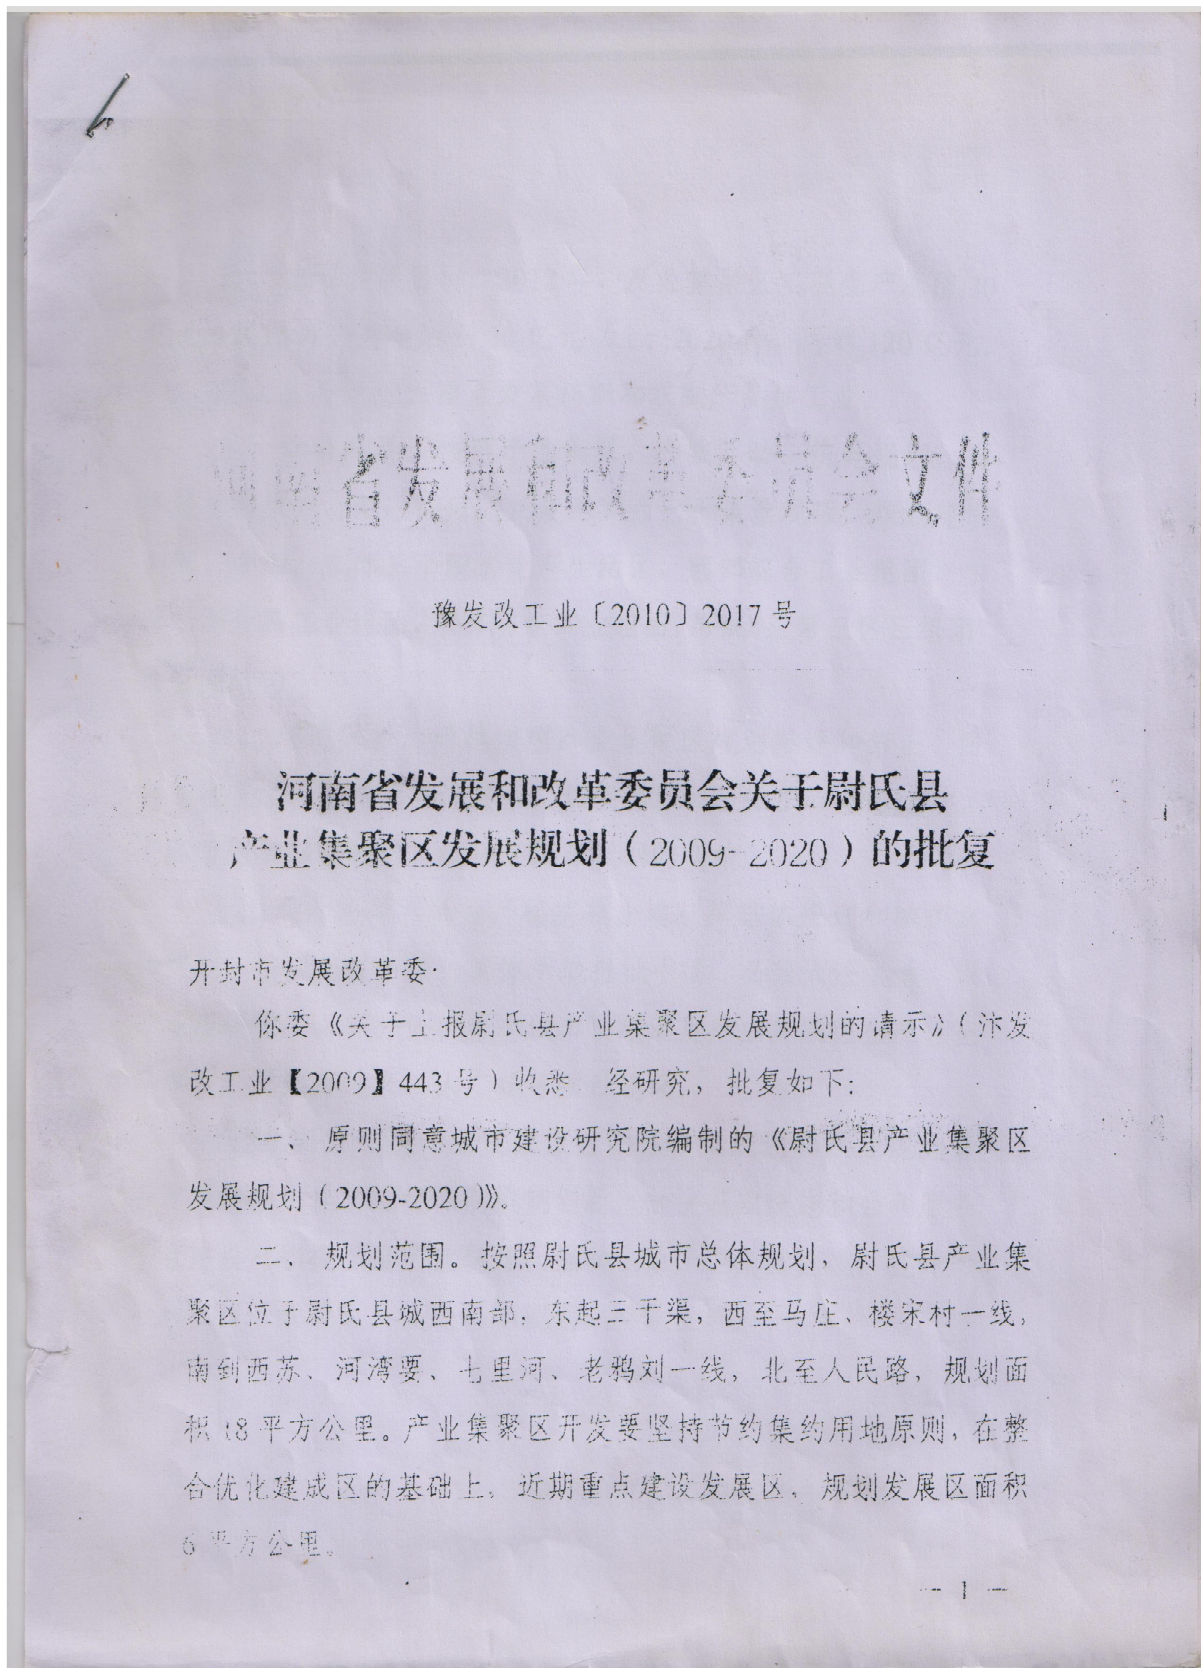 河南省发展和改革委员会文件
豫发改工业〔2010〕2017号
河南省发展和改革委员会关于尉氏县
产业集聚区发展规划（2009-2020）的批复
开封市发展改革委：
你委《关于上报尉氏县产业集聚区发展规划的请示》（汴发
改工业【2009】443号）收悉 经研究，批复如下：
一、原则同意城市建设研究院编制的《尉氏县产业集聚区
发展规划（2009-2020）》。
二、规划范围。按照尉氏县城市总体规划，尉氏县产业集
聚区位于尉氏县城西南部，东起三干渠，西至马庄、楼宋村一线，
南到西苏、河湾要、七里河、老鸦刘一线，北至人民路，规划面
积18平方公里。产业集聚区开发要坚持节约集约用地原则，在整
合优化建成区的基础上，近期重点建设发展区，规划发展区面积
6平方公里。
— 1 —